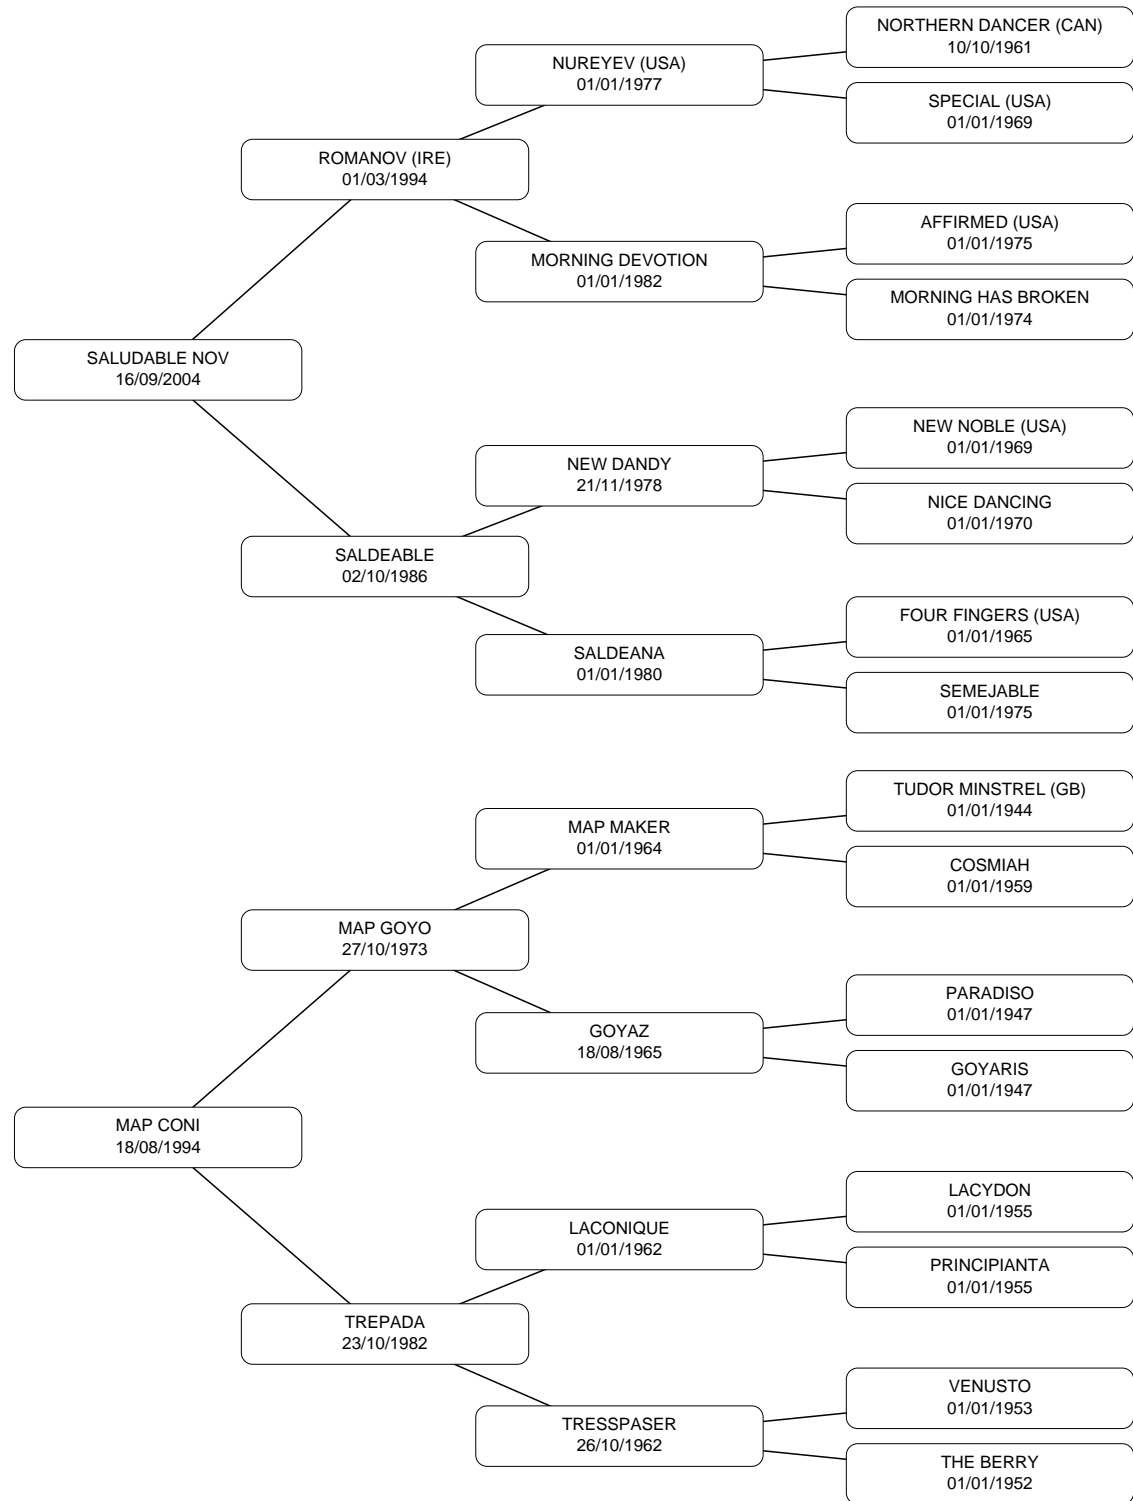 NORTHERN DANCER (CAN)
10/10/1961
NUREYEV (USA)
01/01/1977
SPECIAL (USA)
01/01/1969
ROMANOV (IRE)
01/03/1994
AFFIRMED (USA)
01/01/1975
MORNING DEVOTION
01/01/1982
MORNING HAS BROKEN
01/01/1974
SALUDABLE NOV
16/09/2004
NEW NOBLE (USA)
01/01/1969
NEW DANDY
21/11/1978
NICE DANCING
01/01/1970
SALDEABLE
02/10/1986
FOUR FINGERS (USA)
01/01/1965
SALDEANA
01/01/1980
SEMEJABLE
01/01/1975
TUDOR MINSTREL (GB)
01/01/1944
MAP MAKER
01/01/1964
COSMIAH
01/01/1959
MAP GOYO
27/10/1973
PARADISO
01/01/1947
GOYAZ
18/08/1965
GOYARIS
01/01/1947
MAP CONI
18/08/1994
LACYDON
01/01/1955
LACONIQUE
01/01/1962
PRINCIPIANTA
01/01/1955
TREPADA
23/10/1982
VENUSTO
01/01/1953
TRESSPASER
26/10/1962
THE BERRY
01/01/1952